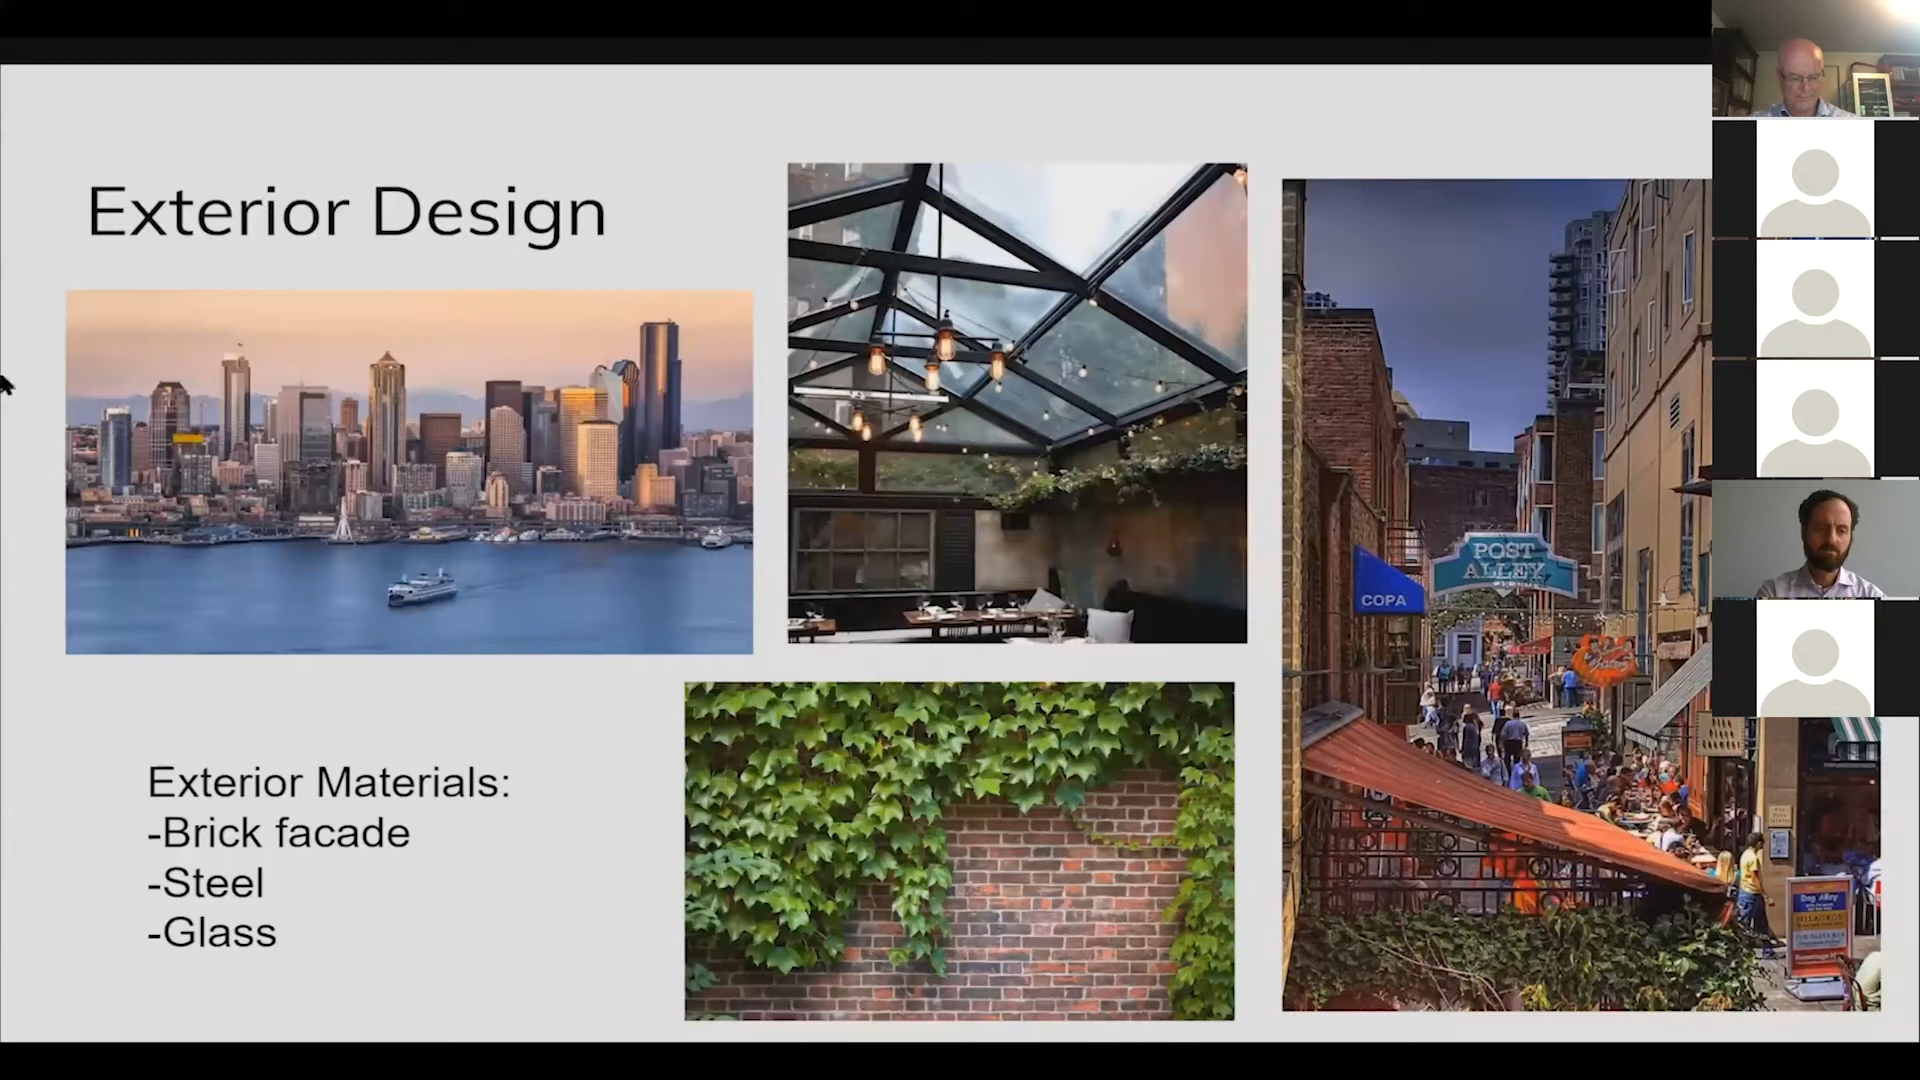 Exterior Design
POST
ALLEY
COPA
Exterior Materials:
-Brick facade
-Steel
-Glass